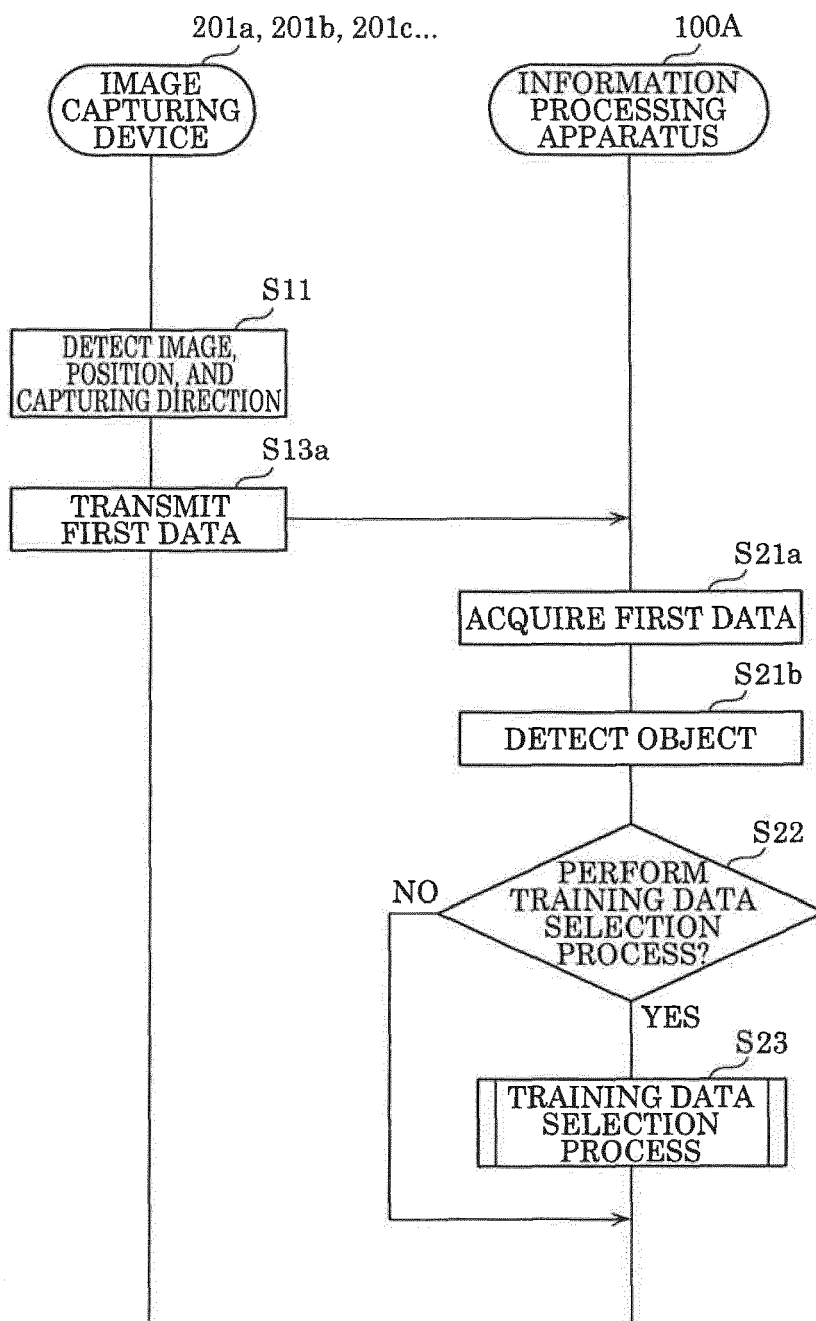 201a, 201b, 201c...
IMAGE
CAPTURING
DEVICE
100A
INFORMATION
PROCESSING
APPARATUS
S11
DETECT IMAGE,
POSITION, AND
CAPTURING DIRECTION
S13a
TRANSMIT
FIRST DATA
S21a
ACQUIRE FIRST DATA
S21b
DETECT OBJECT
S22
PERFORM
TRAINING DATA
SELECTION
PROCESS?
NO
YES
S23
TRAINING DATA
SELECTION
PROCESS